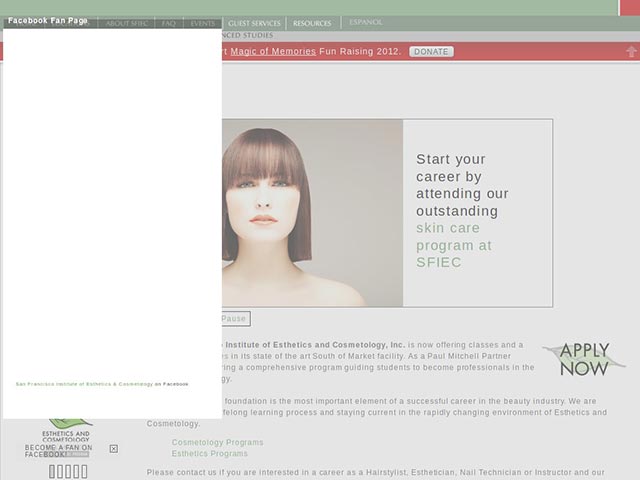 Facebook Fan Page
ABOUT SFIEC FAQ EVENTS GUEST SERVICES RESOURCES ESPANOL
STUDIES
Magic of Memories Fun Raising 2012. DONATE
Start your
career by
attending our
outstanding
skin care
program at
SFIEC
Pause
Institute of Esthetics and Cosmetology, Inc. is now offering classes and a
in its state of the art South of Market facility. As a Paul Mitchell Partner
a comprehensive program guiding students to become professionals in the
APPLY
NOW
San Francisco Institute of Esthetics & Cosmetology on Facebook
foundation is the most important element of a successful career in the beauty industry. We are
learning process and staying current in the rapidly changing environment of Esthetics and
Cosmetology.
ESTHETICS AND
COSMETOLOGY
BECOME A FAN ON
FACEBOOK!
Cosmetology Programs
Esthetics Programs
Please contact us if you are interested in a career as a Hairstylist, Esthetician, Nail Technician or Instructor and our